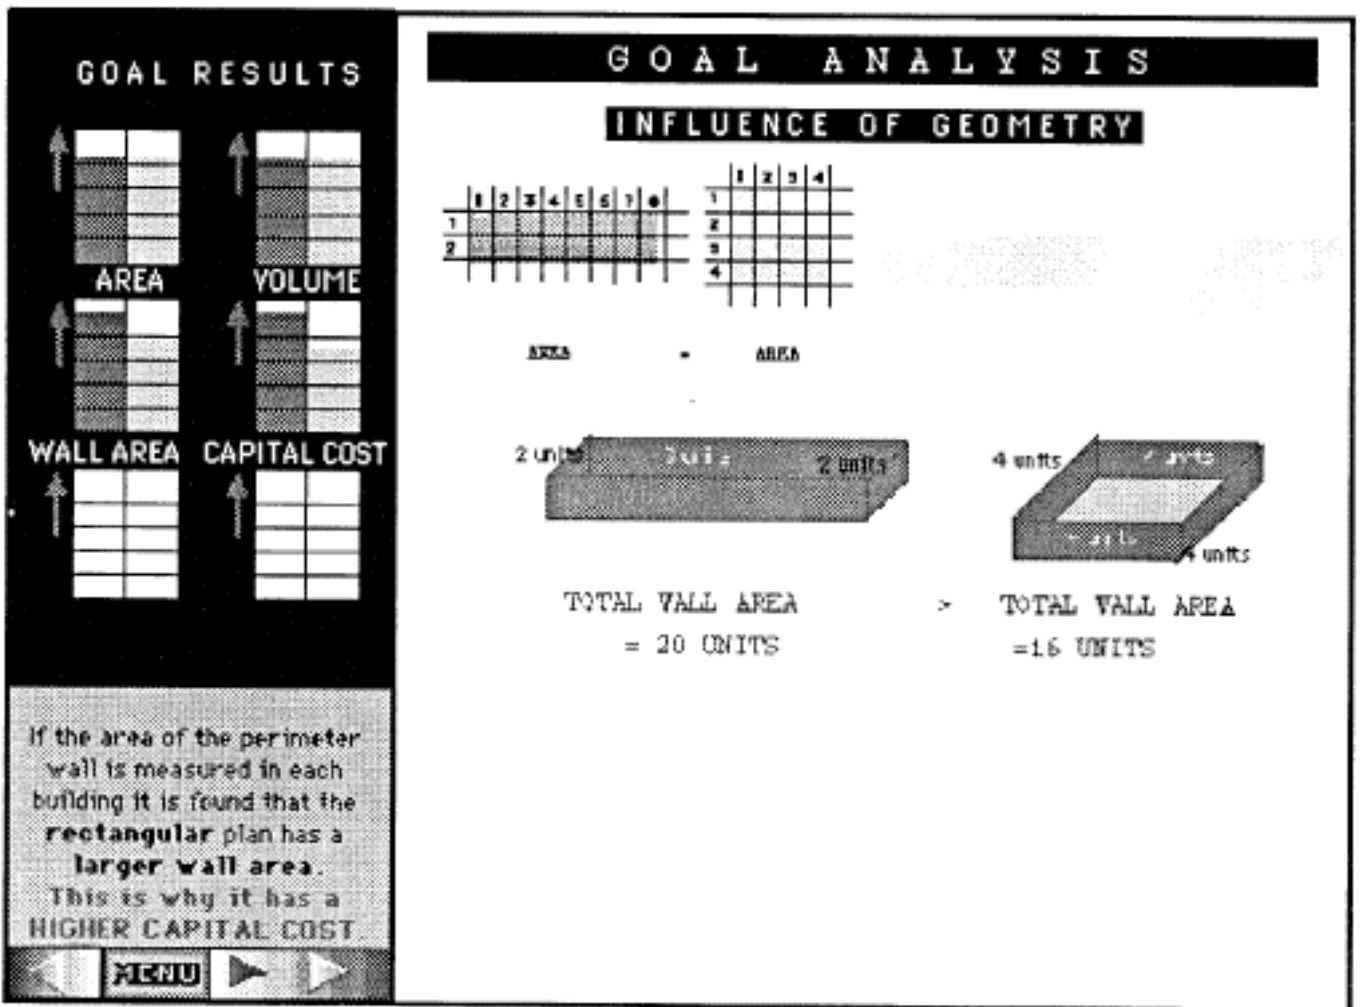 GOAL RESULTS
AREA
VOLUME
WALL AREA
CAPITAL COST
If the area of the perimeter
wall is measured in each
building it is found that the
rectangular plan has a
larger wall area.
This is why it has a
HIGHER CAPITAL COST
MENU
GOAL ANALYSIS
INFLUENCE OF GEOMETRY
1 2 3 4 5 6 7 8
1
2
1 2 3 4
1
2
3
4
AREA = AREA
2 units
2 units
4 units
4 units
TOTAL WALL AREA > TOTAL WALL AREA
= 20 UNITS =16 UNITS